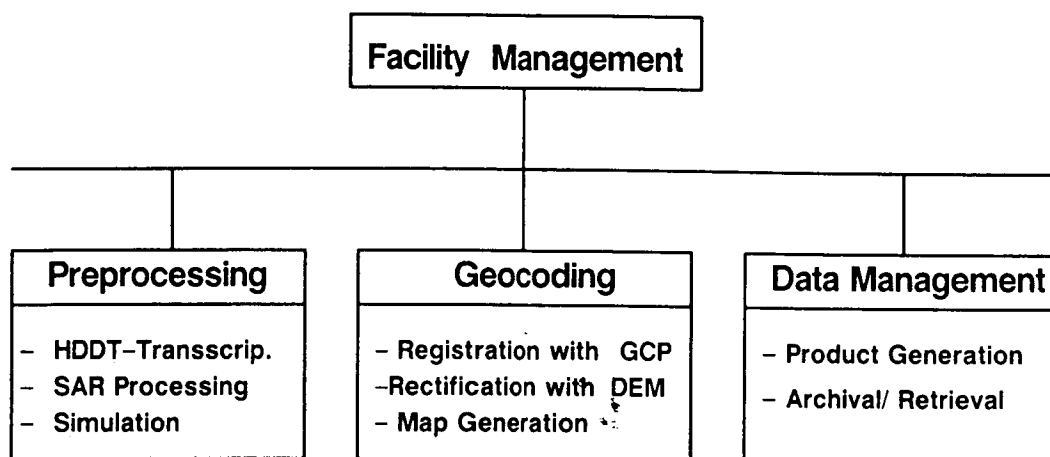 Facility Management
Preprocessing
- HDDT-Transscrip.
- SAR Processing
- Simulation
Geocoding
- Registration with GCP
-Rectification with DEM
- Map Generation
Data Management
- Product Generation
- Archival/ Retrieval